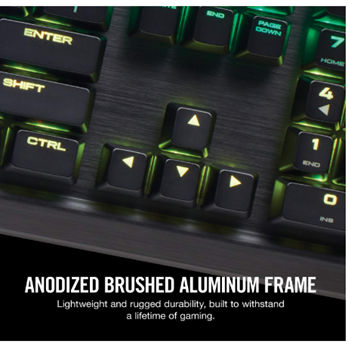 END
PAGE
DOWN
7
HOME
ENTER
SHIFT
4
1
END
CTRL
0
INS
ANODIZED BRUSHED ALUMINUM FRAME
Lightweight and rugged durability, built to withstand
a lifetime of gaming.